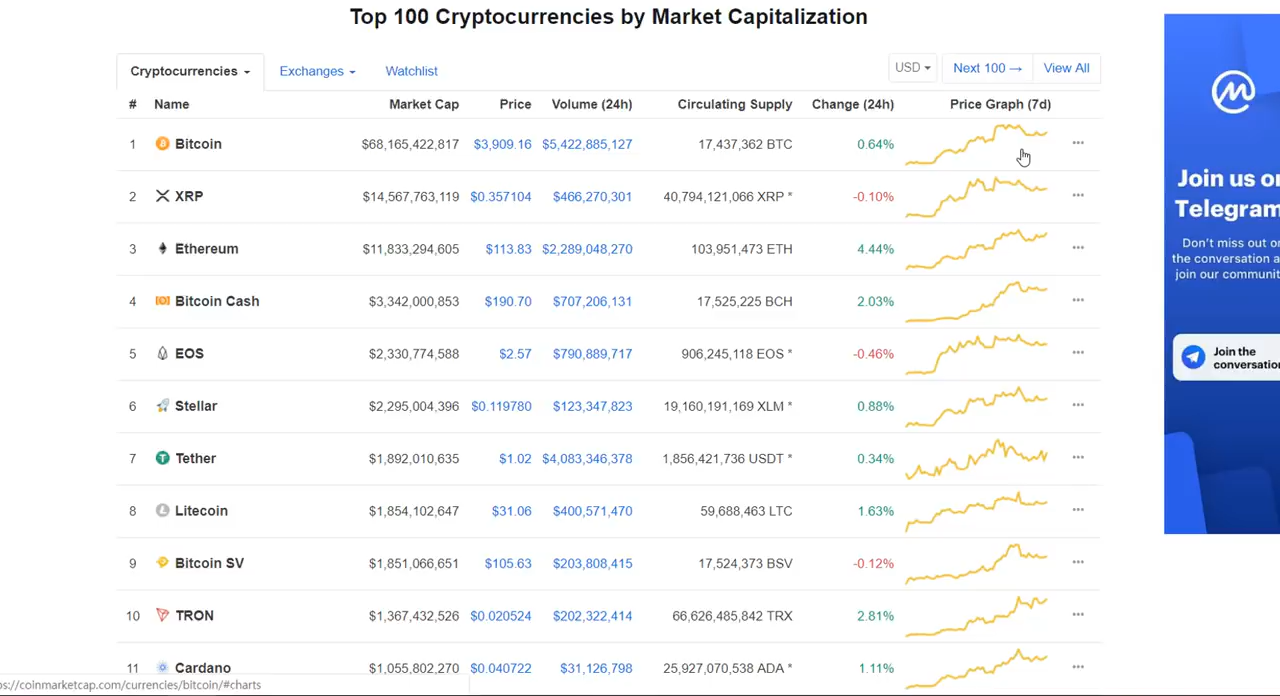 Top 100 Cryptocurrencies by Market Capitalization
Cryptocurrencies Exchanges Watchlist USD Next 100 → View All
# Name Market Cap Price Volume (24h) Circulating Supply Change (24h) Price Graph (7d)
1 Bitcoin $68,165,422,817 $3,909.16 $5,422,885,127 17,437,362 BTC 0.64%
2 XRP $14,567,763,119 $0.357104 $466,270,301 40,794,121,066 XRP * -0.10%
3 Ethereum $11,833,294,605 $113.83 $2,289,048,270 103,951,473 ETH 4.44%
4 Bitcoin Cash $3,342,000,853 $190.70 $707,206,131 17,525,225 BCH 2.03%
5 EOS $2,330,774,588 $2.57 $790,889,717 906,245,118 EOS * -0.46%
6 Stellar $2,295,004,396 $0.119780 $123,347,823 19,160,191,169 XLM * 0.88%
7 Tether $1,892,010,635 $1.02 $4,083,346,378 1,856,421,736 USDT * 0.34%
8 Litecoin $1,854,102,647 $31.06 $400,571,470 59,688,463 LTC 1.63%
9 Bitcoin SV $1,851,066,651 $105.63 $203,808,415 17,524,373 BSV -0.12%
10 TRON $1,367,432,526 $0.020524 $202,322,414 66,626,485,842 TRX 2.81%
11 Cardano $1,055,802,270 $0.040722 $31,126,798 25,927,070,538 ADA * 1.11%
ps://coinmarketcap.com/currencies/bitcoin/#charts
Join us on
Telegram
Don't miss out on
the conversation a
join our communit
Join the
conversation